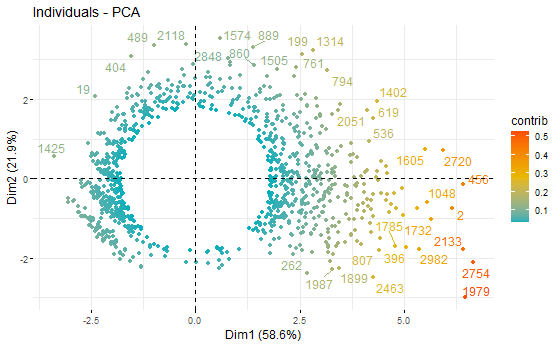 Individuals - PCA
489 2118 1574 889 199 1314
404 2848 860 1505 761
794
19 1402
2051 619
536
1425 1605 2720
456
1048
2
1785 1732
2133
262 807 396 2982
1987 1899 2754
2463 1979
2
0
-2
-2.5 0.0 2.5 5.0
Dim1 (58.6%)
Dim2 (21.9%)
contrib
0.5
0.4
0.3
0.2
0.1